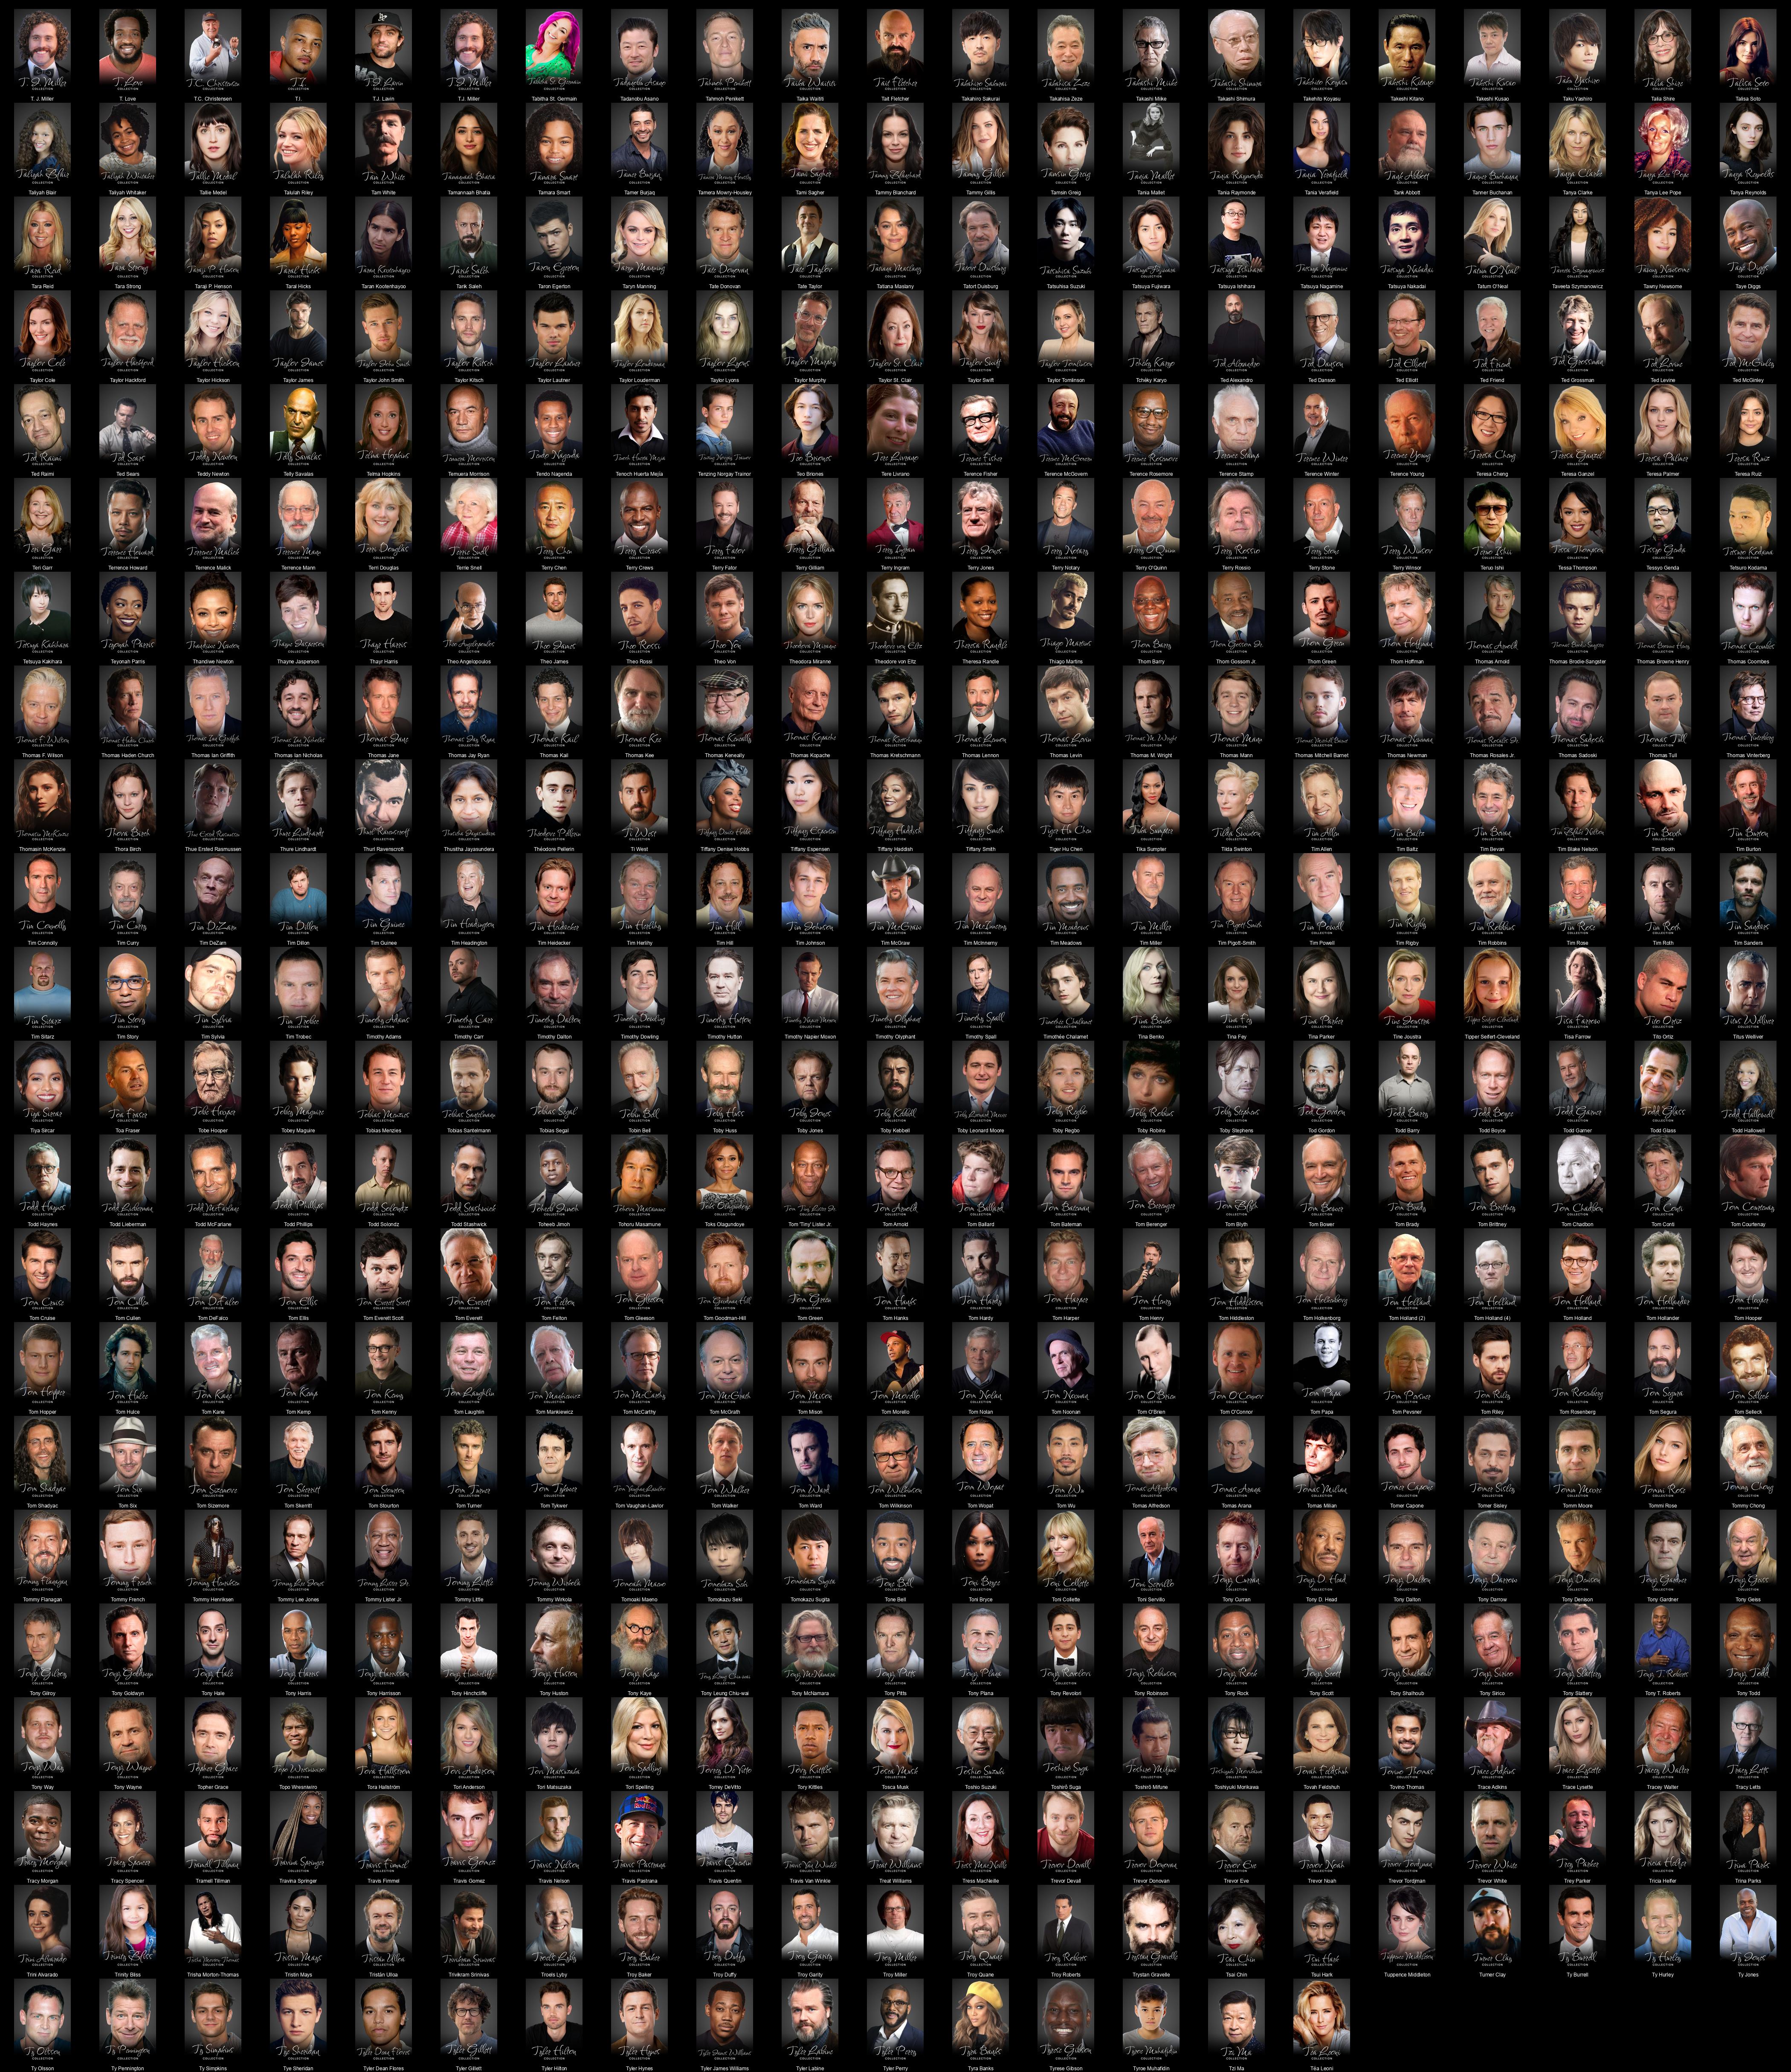 T. J. Miller T. Love T.C. Christensen T.I. T.J. Lavin T.J. Miller Tabitha St. Germain Tadanobu Asano Tahmoh Penikett Taika Waititi Tait Fletcher Takahiro Sakurai Takahisa Zeze Takashi Miike Takashi Shimura Takehito Koyasu Takeshi Kitano Takeshi Kusao Taku Yashiro Talia Shire Talisa Soto
Taliyah Blair Taliyah Whitaker Tallie Medel Talulah Riley Tam White Tamannaah Bhatia Tamara Smart Tamer Burjaq Tamera Mowry-Housley Tami Sagher Tammy Blanchard Tammy Gillis Tamsin Greig Tania Mallet Tania Raymonde Tania Verafield Tank Abbott Tanner Buchanan Tanya Clarke Tanya Lee Pope Tanya Reynolds
Tara Reid Tara Strong Taraji P. Henson Taral Hicks Taran Kootenhayoo Tarik Saleh Taron Egerton Taryn Manning Tate Donovan Tate Taylor Tatiana Maslany Tatort Duisburg Tatsuhisa Suzuki Tatsuya Fujiwara Tatsuya Ishihara Tatsuya Nagamine Tatsuya Nakadai Tatum O'Neal Taveeta Szymanowicz Tawny Newsome Taye Diggs
Taylor Cole Taylor Hackford Taylor Hickson Taylor James Taylor John Smith Taylor Kitsch Taylor Lautner Taylor Louderman Taylor Lyons Taylor Murphy Taylor St. Clair Taylor Swift Taylor Tomlinson Tchéky Karyo Ted Alexandro Ted Danson Ted Elliott Ted Friend Ted Grossman Ted Levine Ted McGinley
Ted Raimi Ted Sears Teddy Newton Telly Savalas Telma Hopkins Temuera Morrison Tendo Nagenda Tenoch Huerta Mejía Tenzing Norgay Trainor Teo Briones Tere Livrano Terence Fisher Terence McGovern Terence Rosemore Terence Stamp Terence Winter Terence Young Teresa Cheng Teresa Ganzel Teresa Palmer Teresa Ruiz
Teri Garr Terrence Howard Terrence Malick Terrence Mann Terri Douglas Terrie Snell Terry Chen Terry Crews Terry Fator Terry Gilliam Terry Ingram Terry Jones Terry Notary Terry O'Quinn Terry Rossio Terry Stone Terry Winsor Teruo Ishii Tessa Thompson Tessyo Genda Tetsuro Kodama
Tetsuya Kakihara Teyonah Parris Thandiwe Newton Thayne Jasperson Thayr Harris Theo Angelopoulos Theo James Theo Rossi Theo Von Theodora Miranne Theodore von Eltz Theresa Randle Thiago Martins Thom Barry Thom Gossom Jr. Thom Green Thom Hoffman Thomas Arnold Thomas Brodie-Sangster Thomas Browne Henry Thomas Coombes
Thomas F. Wilson Thomas Haden Church Thomas Ian Griffith Thomas Ian Nicholas Thomas Jane Thomas Jay Ryan Thomas Kail Thomas Kee Thomas Keneally Thomas Kopache Thomas Kretschmann Thomas Lennon Thomas Levin Thomas M. Wright Thomas Mann Thomas Mitchell Barnet Thomas Newman Thomas Rosales Jr. Thomas Sadoski Thomas Tull Thomas Vinterberg
Thomasin McKenzie Thora Birch Thue Ersted Rasmussen Thure Lindhardt Thurl Ravenscroft Thusitha Jayasundera Théodore Pellerin Ti West Tiffany Denise Hobbs Tiffany Espensen Tiffany Haddish Tiffany Smith Tiger Hu Chen Tika Sumpter Tilda Swinton Tim Allen Tim Baltz Tim Bevan Tim Blake Nelson Tim Booth Tim Burton
Tim Connolly Tim Curry Tim DeZarn Tim Dillon Tim Guinee Tim Headington Tim Heidecker Tim Herlihy Tim Hill Tim Johnson Tim McGraw Tim McInnerny Tim Meadows Tim Miller Tim Pigott-Smith Tim Powell Tim Rigby Tim Robbins Tim Rose Tim Roth Tim Sanders
Tim Sitarz Tim Story Tim Sylvia Tim Trobec Timothy Adams Timothy Carr Timothy Dalton Timothy Dowling Timothy Hutton Timothy Napier Moxon Timothy Olyphant Timothy Spall Timothée Chalamet Tina Benko Tina Fey Tina Parker Tine Joustra Tipper Seifert-Cleveland Tisa Farrow Tito Ortiz Titus Welliver
Tiya Sircar Toa Fraser Tobe Hooper Tobey Maguire Tobias Menzies Tobias Santelmann Tobias Segal Tobin Bell Toby Huss Toby Jones Toby Kebbell Toby Leonard Moore Toby Regbo Toby Robins Toby Stephens Tod Gordon Todd Barry Todd Boyce Todd Garner Todd Glass Todd Hallowell
Todd Haynes Todd Lieberman Todd McFarlane Todd Phillips Todd Solondz Todd Stashwick Toheeb Jimoh Tohoru Masamune Toks Olagundoye Tom 'Tiny' Lister Jr. Tom Arnold Tom Ballard Tom Bateman Tom Berenger Tom Blyth Tom Bower Tom Brady Tom Brittney Tom Chadbon Tom Conti Tom Courtenay
Tom Cruise Tom Cullen Tom DeFalco Tom Ellis Tom Everett Scott Tom Everett Tom Felton Tom Gleeson Tom Goodman-Hill Tom Green Tom Hanks Tom Hardy Tom Harper Tom Henry Tom Hiddleston Tom Holkenborg Tom Holland (2) Tom Holland (4) Tom Holland Tom Hollander Tom Hooper
Tom Hopper Tom Hulce Tom Kane Tom Kemp Tom Kenny Tom Laughlin Tom Mankiewicz Tom McCarthy Tom McGrath Tom Mison Tom Morello Tom Nolan Tom Noonan Tom O'Brien Tom O'Connor Tom Papa Tom Pevsner Tom Riley Tom Rosenberg Tom Segura Tom Selleck
Tom Shadyac Tom Six Tom Sizemore Tom Skerritt Tom Stourton Tom Turner Tom Tykwer Tom Vaughan-Lawlor Tom Walker Tom Ward Tom Wilkinson Tom Wopat Tom Wu Tomas Alfredson Tomas Arana Tomas Milian Tomer Capone Tomer Sisley Tomm Moore Tommi Rose Tommy Chong
Tommy Flanagan Tommy French Tommy Henriksen Tommy Lee Jones Tommy Lister Jr. Tommy Little Tommy Wirkola Tomoaki Maeno Tomokazu Seki Tomokazu Sugita Tone Bell Toni Bryce Toni Collette Toni Servillo Tony Curran Tony D. Head Tony Dalton Tony Darrow Tony Denison Tony Gardner Tony Geiss
Tony Gilroy Tony Goldwyn Tony Hale Tony Harris Tony Harrisson Tony Hinchcliffe Tony Huston Tony Kaye Tony Leung Chiu-wai Tony McNamara Tony Pitts Tony Plana Tony Revolori Tony Robinson Tony Rock Tony Scott Tony Shalhoub Tony Sirico Tony Slattery Tony T. Roberts Tony Todd
Tony Way Tony Wayne Topher Grace Topo Wresniwiro Tora Hallström Tori Anderson Tori Matsuzaka Tori Spelling Torrey DeVitto Tory Kittles Tosca Musk Toshio Suzuki Toshirô Suga Toshirō Mifune Toshiyuki Morikawa Tovah Feldshuh Tovino Thomas Trace Adkins Trace Lysette Tracey Walter Tracy Letts
Tracy Morgan Tracy Spencer Tramell Tillman Travina Springer Travis Fimmel Travis Gomez Travis Nelson Travis Pastrana Travis Quentin Travis Van Winkle Treat Williams Tress MacNeille Trevor Devall Trevor Donovan Trevor Eve Trevor Noah Trevor Tordjman Trevor White Trey Parker Tricia Helfer Trina Parks
Trini Alvarado Trinity Bliss Trisha Morton-Thomas Tristin Mays Tristán Ulloa Trivikram Srinivas Troels Lyby Troy Baker Troy Duffy Troy Garity Troy Miller Troy Quane Troy Roberts Trystan Gravelle Tsai Chin Tsui Hark Tuppence Middleton Turner Clay Ty Burrell Ty Hurley Ty Jones
Ty Olsson Ty Pennington Ty Simpkins Tye Sheridan Tyler Dean Flores Tyler Gillett Tyler Hilton Tyler Hynes Tyler James Williams Tyler Labine Tyler Perry Tyra Banks Tyrese Gibson Tyroe Muhafidin Tzi Ma Téa Leoni